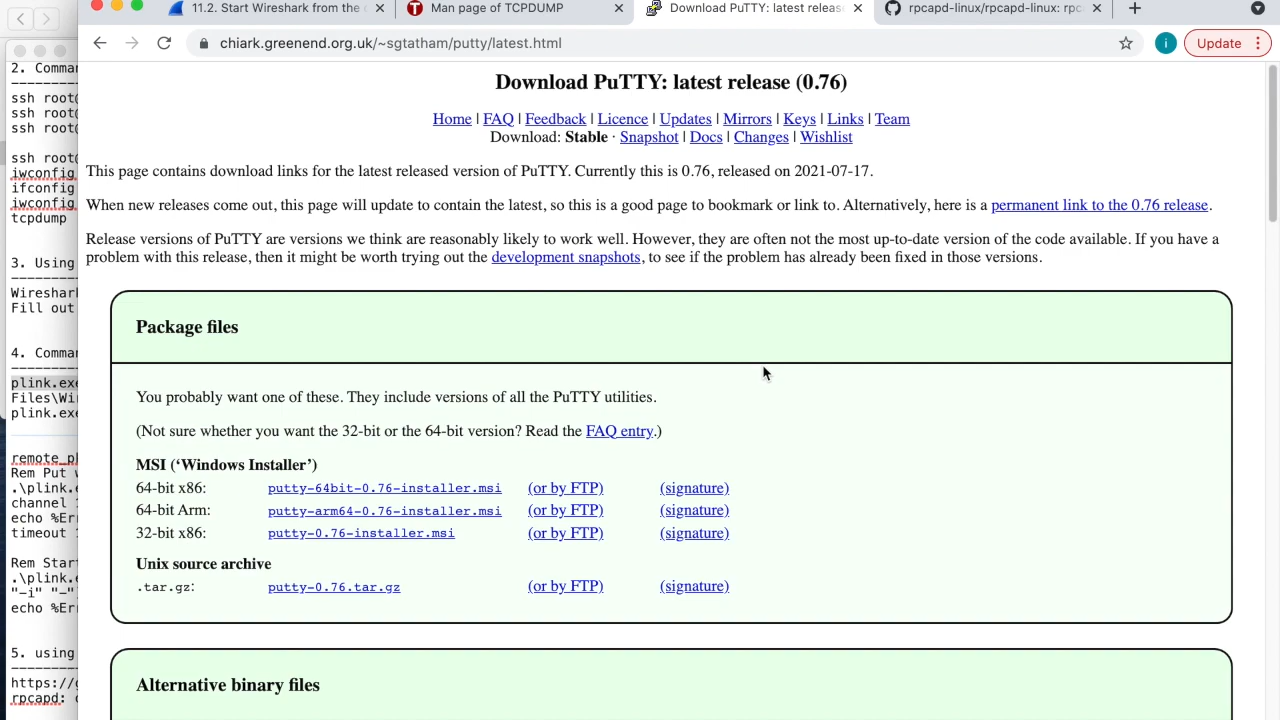 11.2. Start Wireshark from the
Man page of TCPDUMP
Download PuTTY: latest release
rpcapd-linux/rpcapd-linux: rpc
chiark.greenend.org.uk/~sgtatham/putty/latest.html
i
Update
2. Comman
----------
ssh root@
ssh root@
ssh root@
ssh root@
iwconfig
ifconfig
iwconfig
tcpdump
3. Using
----------
Wireshark
Fill out
4. Comman
----------
plink.exe
Files\Wir
plink.exe
remote_ph
Rem Put w
.\plink.e
channel 1
echo %Err
timeout 1
Rem Start
.\plink.e
"-i" "-"
echo %Err
5. using
----------
https://g
rpcapd: c
Download PuTTY: latest release (0.76)
Home | FAQ | Feedback | Licence | Updates | Mirrors | Keys | Links | Team
Download: Stable · Snapshot | Docs | Changes | Wishlist
This page contains download links for the latest released version of PuTTY. Currently this is 0.76, released on 2021-07-17.
When new releases come out, this page will update to contain the latest, so this is a good page to bookmark or link to. Alternatively, here is a permanent link to the 0.76 release.
Release versions of PuTTY are versions we think are reasonably likely to work well. However, they are often not the most up-to-date version of the code available. If you have a
problem with this release, then it might be worth trying out the development snapshots, to see if the problem has already been fixed in those versions.
Package files
You probably want one of these. They include versions of all the PuTTY utilities.
(Not sure whether you want the 32-bit or the 64-bit version? Read the FAQ entry.)
MSI (‘Windows Installer’)
64-bit x86: putty-64bit-0.76-installer.msi (or by FTP) (signature)
64-bit Arm: putty-arm64-0.76-installer.msi (or by FTP) (signature)
32-bit x86: putty-0.76-installer.msi (or by FTP) (signature)
Unix source archive
.tar.gz: putty-0.76.tar.gz (or by FTP) (signature)
Alternative binary files